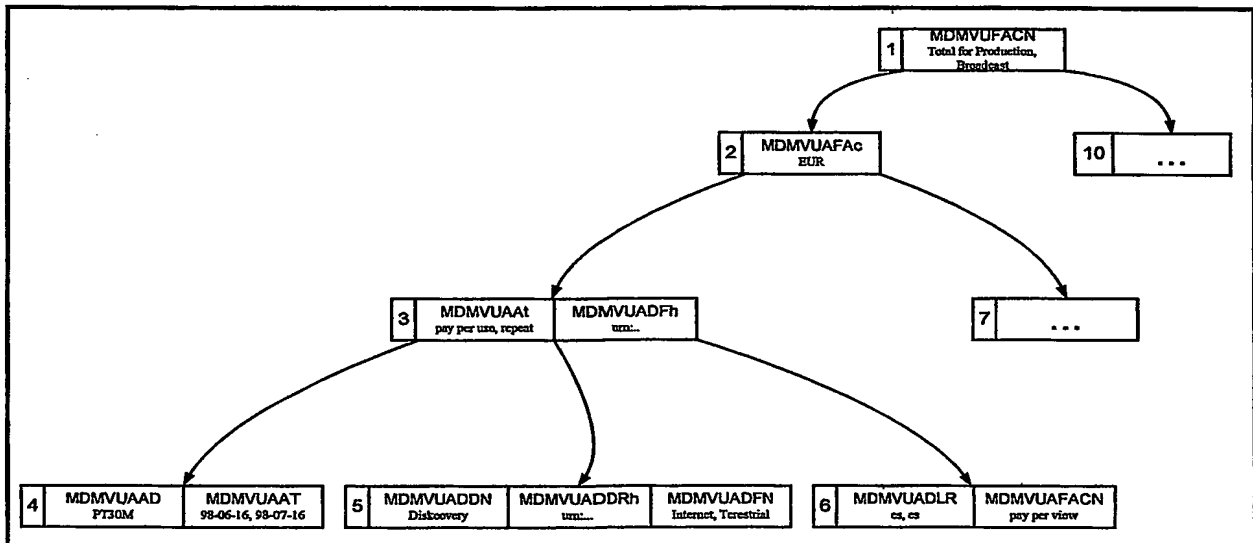 1 MDMVUFACN
Total for Production,
Broadcast
2 MDMVUAFAc
EUR
10 ...
3 MDMVUAAt MDMVUADFh
pay per use, repeat urn:..
7 ...
4 MDMVUAAD MDMVUAAT
PT30M 98-06-16, 98-07-16
5 MDMVUADDN MDMVUADDRh MDMVUADFN
Diskoovery urn:... Internet, Terestrial
6 MDMVUADLR MDMVUAFACN
es, es pay per view